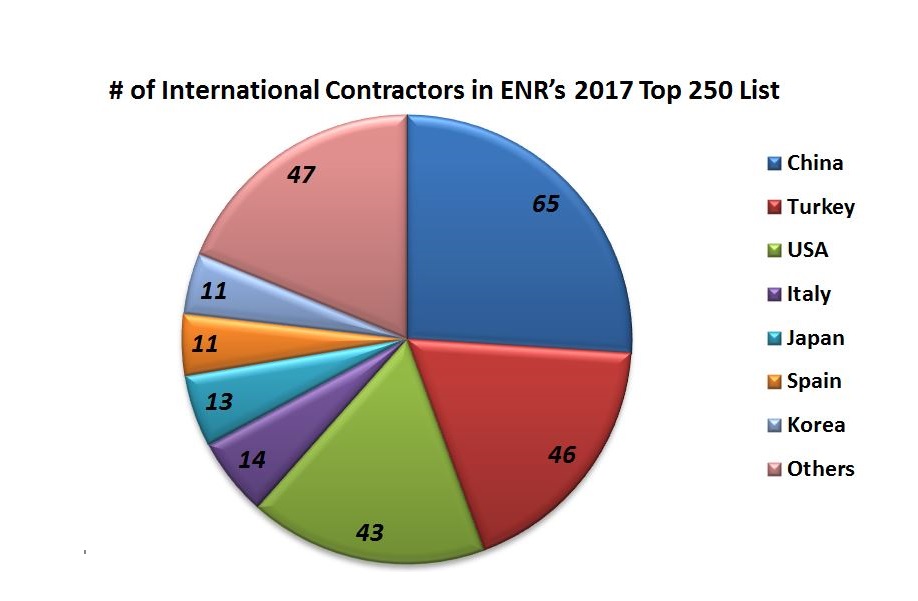 # of International Contractors in ENR’s 2017 Top 250 List
47
65
China
Turkey
USA
11
Italy
11
Japan
13
Spain
14
46
Korea
43
Others